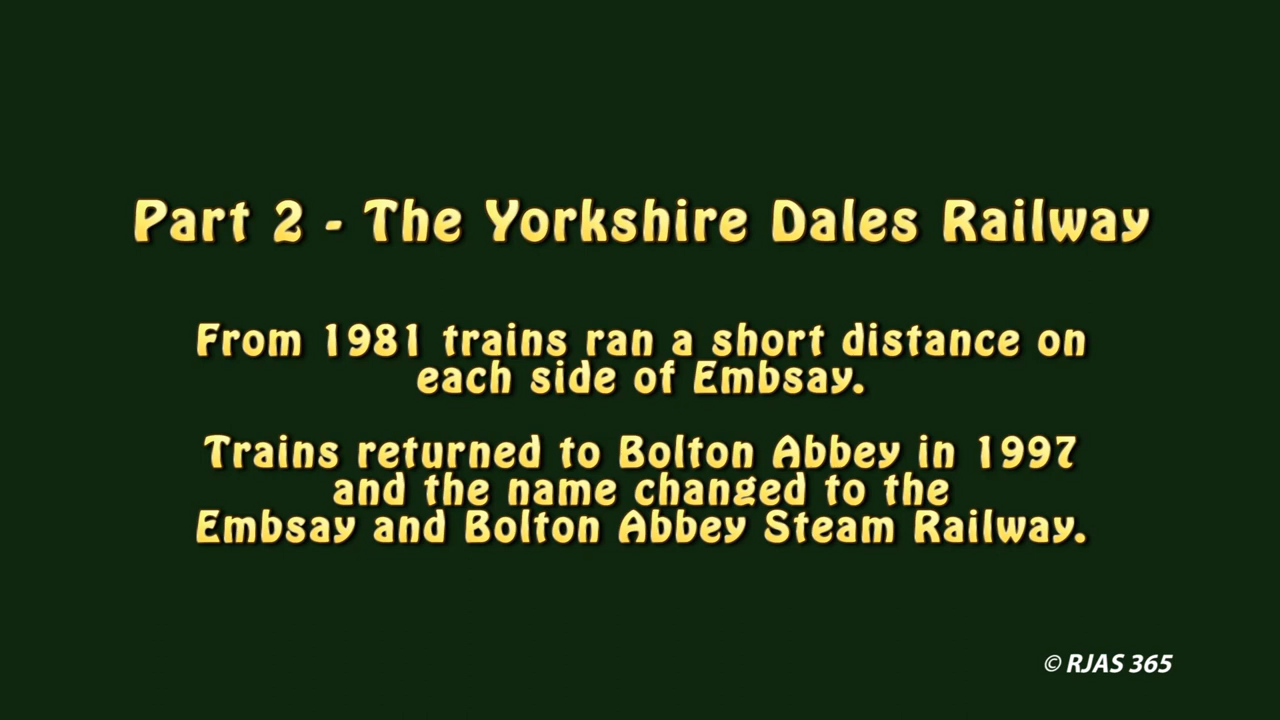 Part 2 - The Yorkshire Dales Railway
From 1981 trains ran a short distance on
each side of Embsay.
Trains returned to Bolton Abbey in 1997
and the name changed to the
Embsay and Bolton Abbey Steam Railway.
© RJAS 365